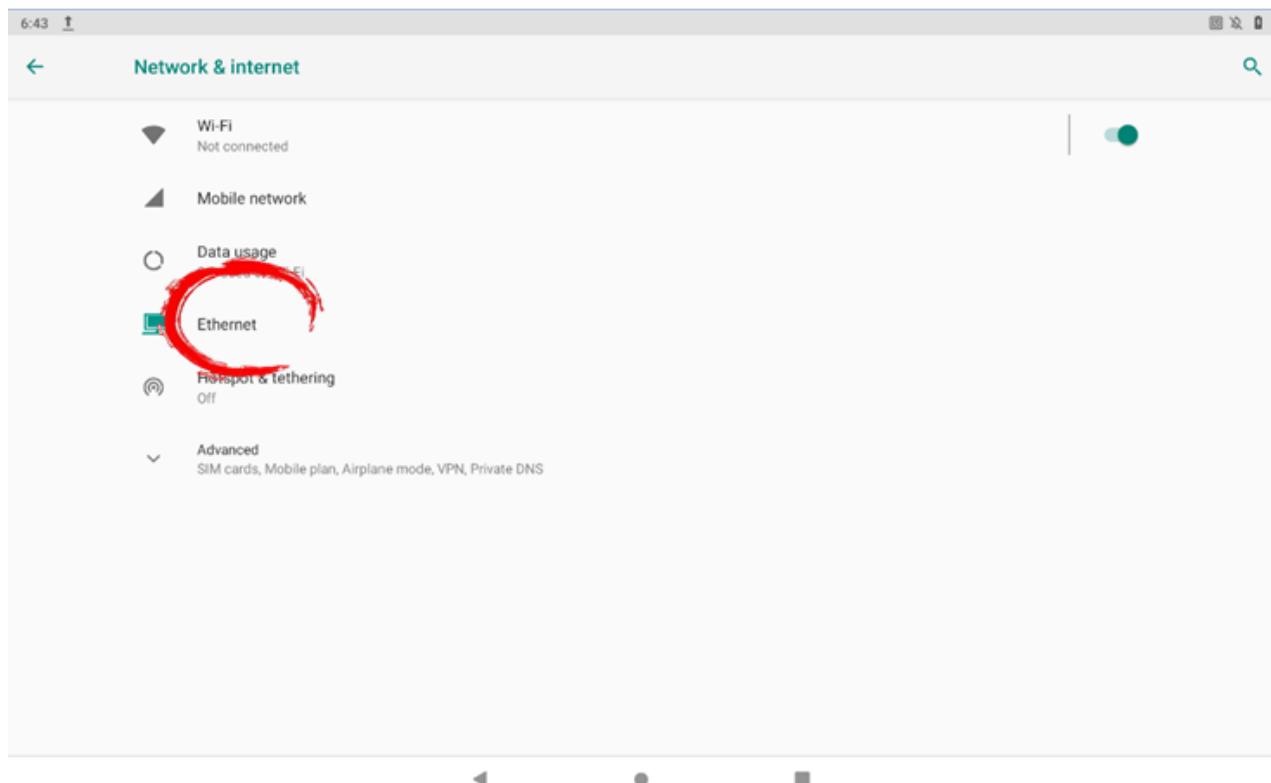 6:43
Network & internet
Wi-Fi
Not connected
Mobile network
Data usage
Ethernet
Hotspot & tethering
Off
Advanced
SIM cards, Mobile plan, Airplane mode, VPN, Private DNS